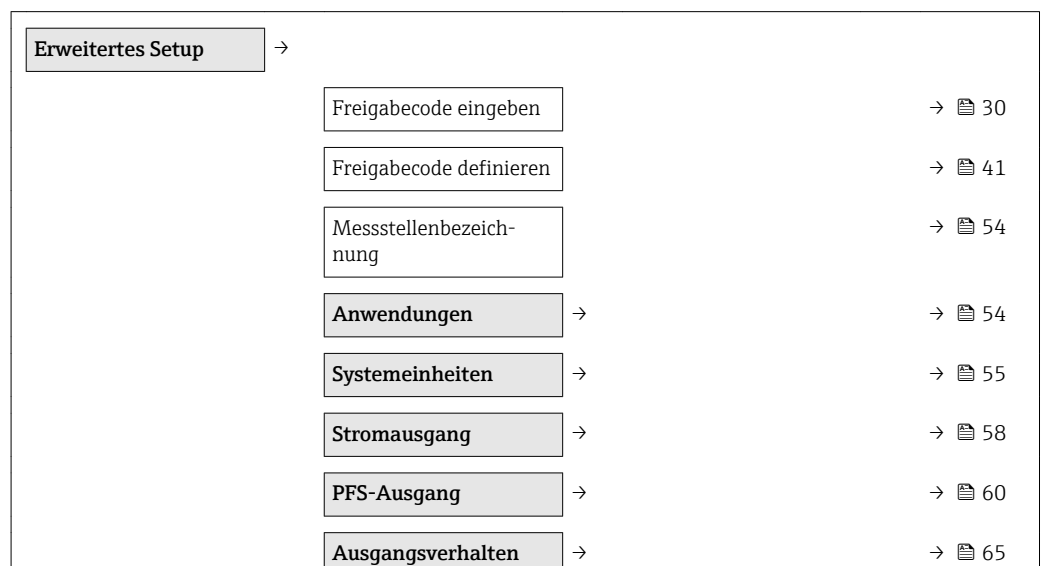 Erweitertes Setup →
Freigabecode eingeben → 30
Freigabecode definieren → 41
Messstellenbezeich- → 54
nung
Anwendungen → → 54
Systemeinheiten → → 55
Stromausgang → → 58
PFS-Ausgang → → 60
Ausgangsverhalten → → 65